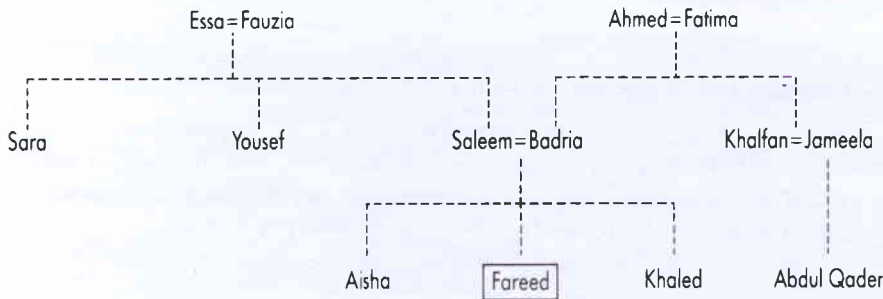 Essa=Fauzia Ahmed=Fatima
Sara Yousef Saleem=Badria Khalfan=Jameela
Aisha Fareed Khaled Abdul Qader